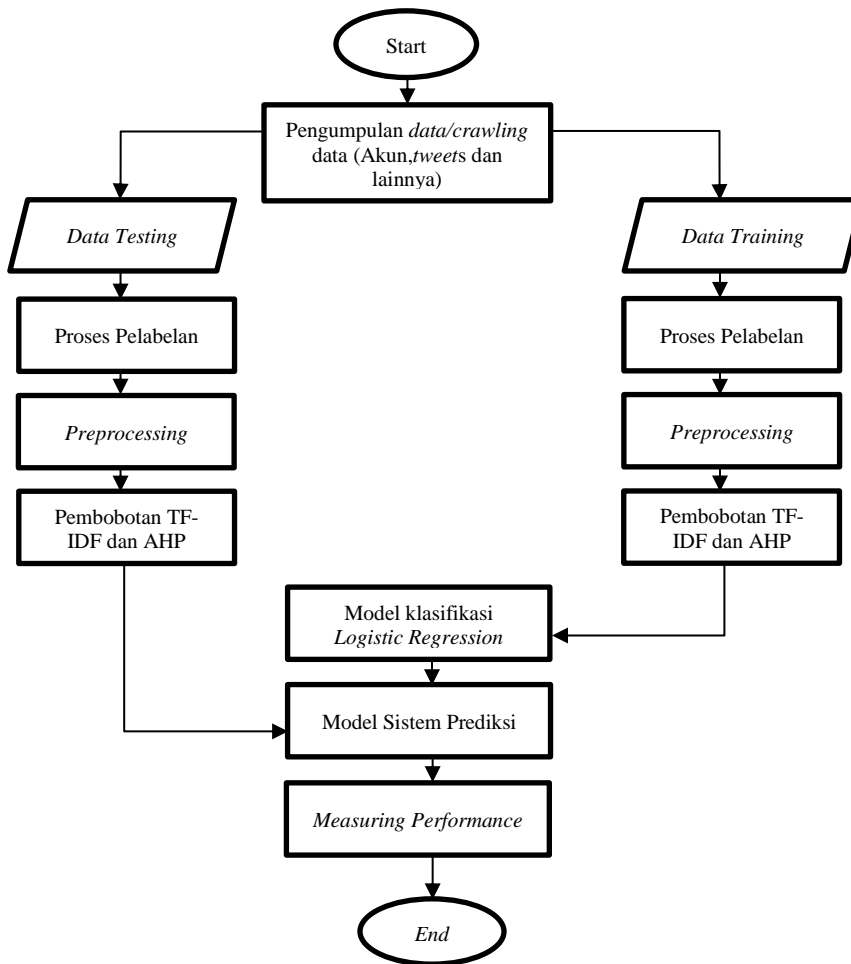 Start
Pengumpulan data/crawling
data (Akun,tweets dan
lainnya)
Data Testing
Proses Pelabelan
Preprocessing
Pembobotan TF-
IDF dan AHP
Data Training
Proses Pelabelan
Preprocessing
Pembobotan TF-
IDF dan AHP
Model klasifikasi
Logistic Regression
Model Sistem Prediksi
Measuring Performance
End